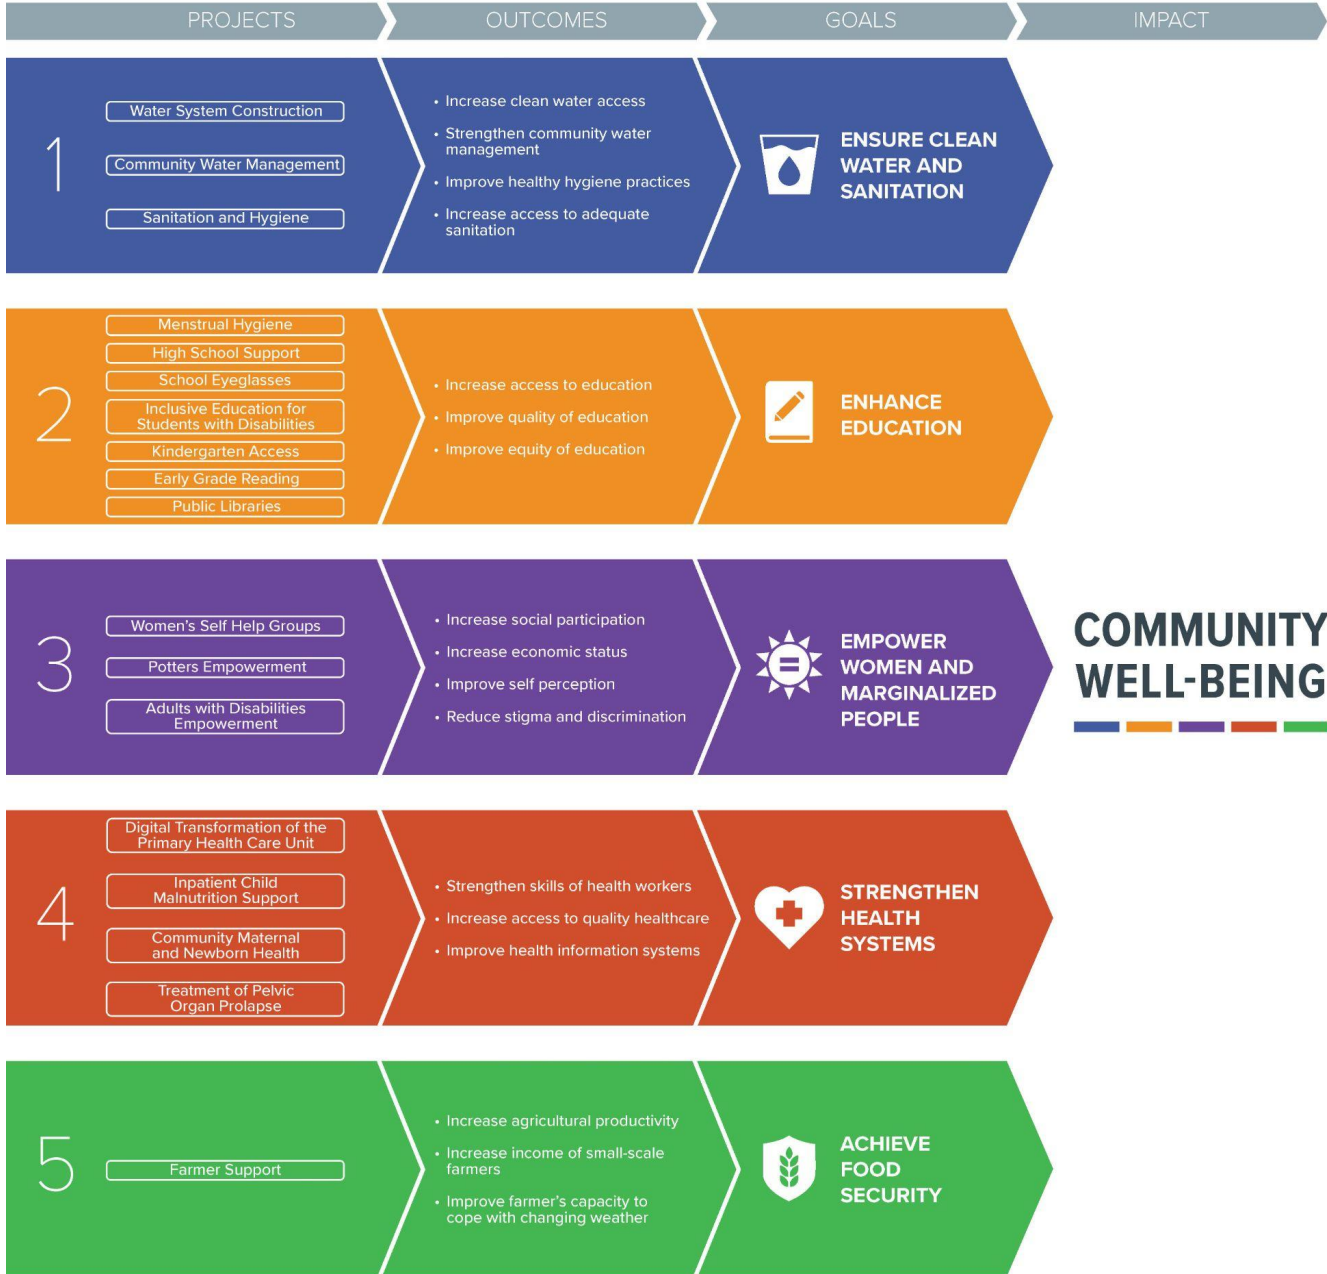 PROJECTS
OUTCOMES
GOALS
IMPACT
1
Water System Construction
Community Water Management
Sanitation and Hygiene
• Increase clean water access
• Strengthen community water
management
• Improve healthy hygiene practices
• Increase access to adequate
sanitation
ENSURE CLEAN
WATER AND
SANITATION
2
Menstrual Hygiene
High School Support
School Eyeglasses
Inclusive Education for
Students with Disabilities
Kindergarten Access
Early Grade Reading
Public Libraries
• Increase access to education
• Improve quality of education
• Improve equity of education
ENHANCE
EDUCATION
3
Women's Self Help Groups
Potters Empowerment
Adults with Disabilities
Empowerment
• Increase social participation
• Increase economic status
• Improve self perception
• Reduce stigma and discrimination
EMPOWER
WOMEN AND
MARGINALIZED
PEOPLE
COMMUNITY
WELL-BEING
4
Digital Transformation of the
Primary Health Care Unit
Inpatient Child
Malnutrition Support
Community Maternal
and Newborn Health
Treatment of Pelvic
Organ Prolapse
• Strengthen skills of health workers
• Increase access to quality healthcare
• Improve health information systems
STRENGTHEN
HEALTH
SYSTEMS
5
Farmer Support
• Increase agricultural productivity
• Increase income of small-scale
farmers
• Improve farmer's capacity to
cope with changing weather
ACHIEVE
FOOD
SECURITY